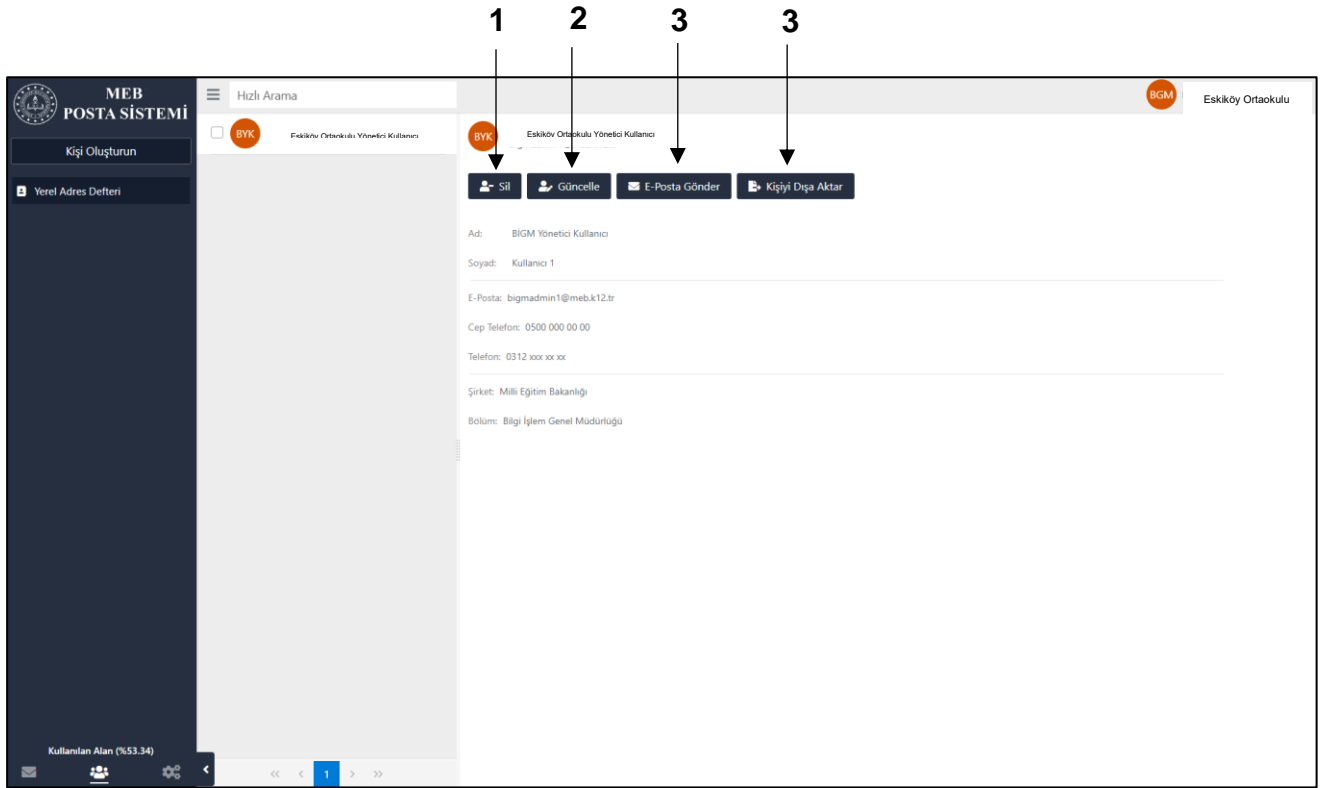 1 2 3 3
MEB
POSTA SİSTEMİ
Hızlı Arama
BGM
Eskiköy Ortaokulu
Kişi Oluşturun
BYK
Eskiköy Ortaokulu Yönetici Kullanıcı
BYK
Eskiköy Ortaokulu Yönetici Kullanıcı
Yerel Adres Defteri
Sil Güncelle E-Posta Gönder Kişiyi Dışa Aktar
Ad: BİGM Yönetici Kullanıcı
Soyad: Kullanıcı 1
E-Posta: bigmadmin1@meb.k12.tr
Cep Telefon: 0500 000 00 00
Telefon: 0312 xxx xx xx
Şirket: Milli Eğitim Bakanlığı
Bölüm: Bilgi İşlem Genel Müdürlüğü
Kullanılan Alan (%53.34)
« ‹ 1 › »